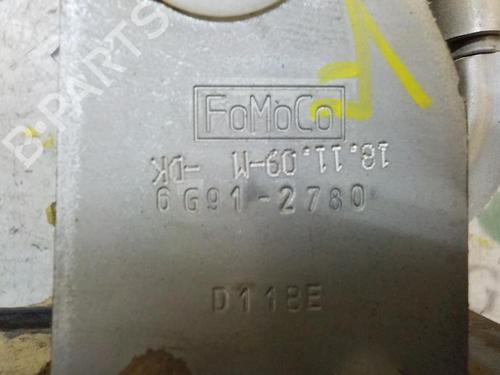 B-PARTS
FoMoCo
18.11.09-M -DK
6G91-2780
D118E